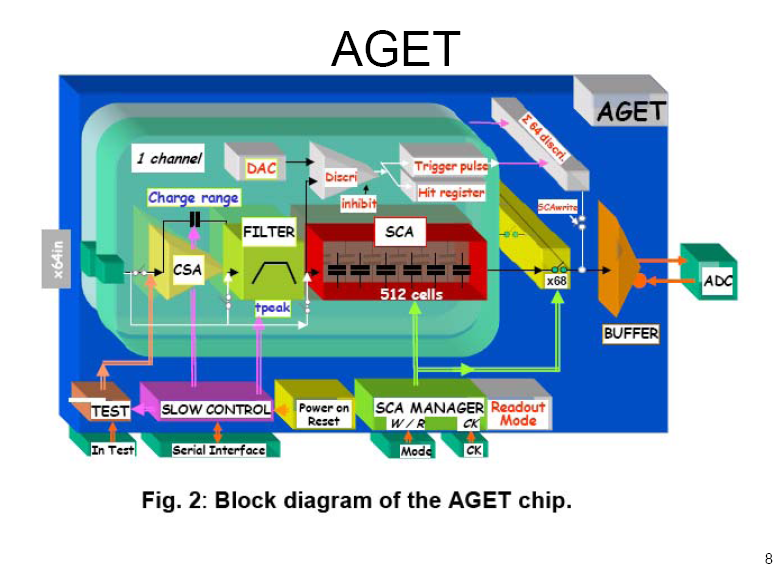 AGET
AGET
Σ 64 discri.
1 channel
DAC
Discri
Trigger pulse
Hit register
inhibit
Charge range
SCAwrite
x64in
CSA
FILTER
SCA
tpeak
512 cells
x68
ADC
BUFFER
TEST
SLOW CONTROL
Power on
Reset
SCA MANAGER
W / R
CK
Readout
Mode
In Test
Serial Interface
Mode
CK
Fig. 2: Block diagram of the AGET chip.
8